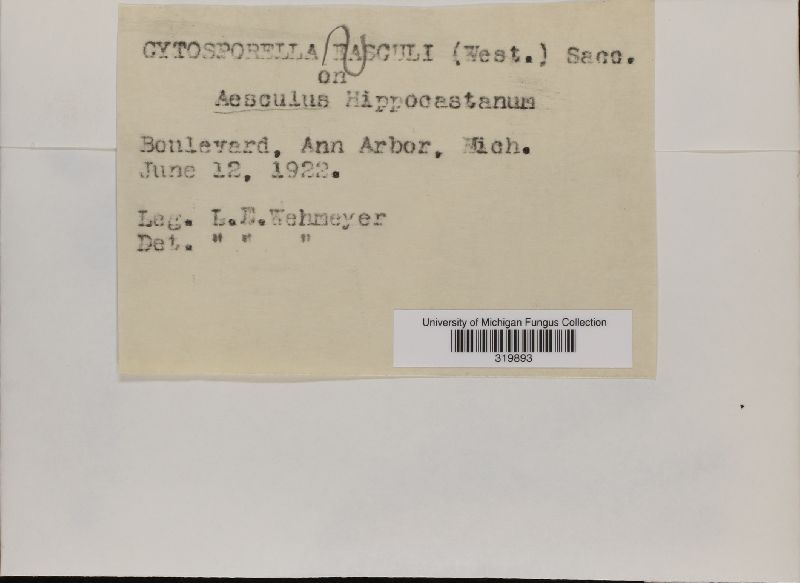 CYTOSPORELLA EASCULI (West.) Sacc.
on
Aesculus Hippocastanum
Boulevard, Ann Arbor, Mich.
June 12, 1922.
Leg. L.E.Wehmeyer
Det. " " "
University of Michigan Fungus Collection
319893